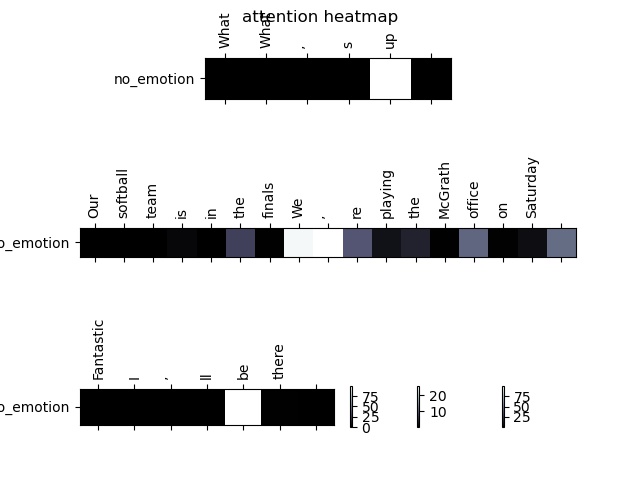 attention heatmap
What What ' s up
no_emotion
Our softball team is in the finals We ' re playing the McGrath office on Saturday
o_emotion
Fantastic I ' ll be there
o_emotion
75 50 25 0
20 10
75 50 25